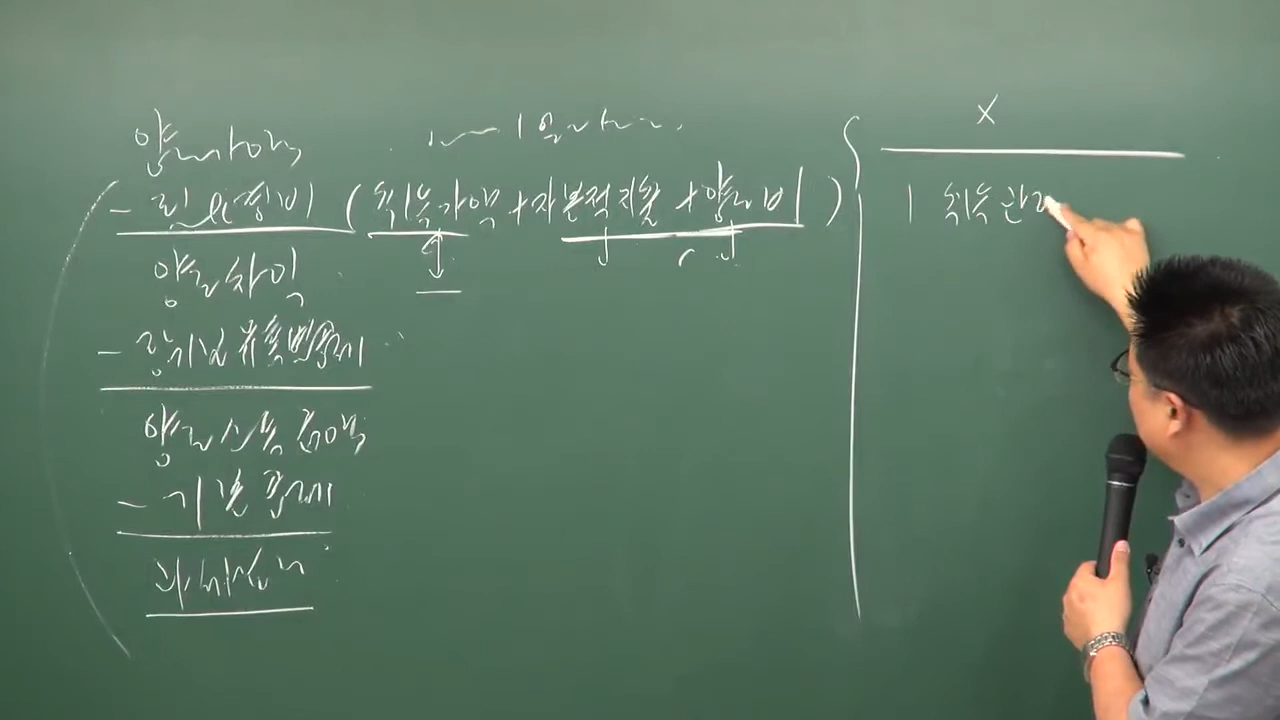 양도가액
- 필요경비 (취득가액 + 자본적지출 + 양도비)
양도차익
- 장기보유특별공제
양도소득금액
- 기본공제
과세표준
X
1 취득관